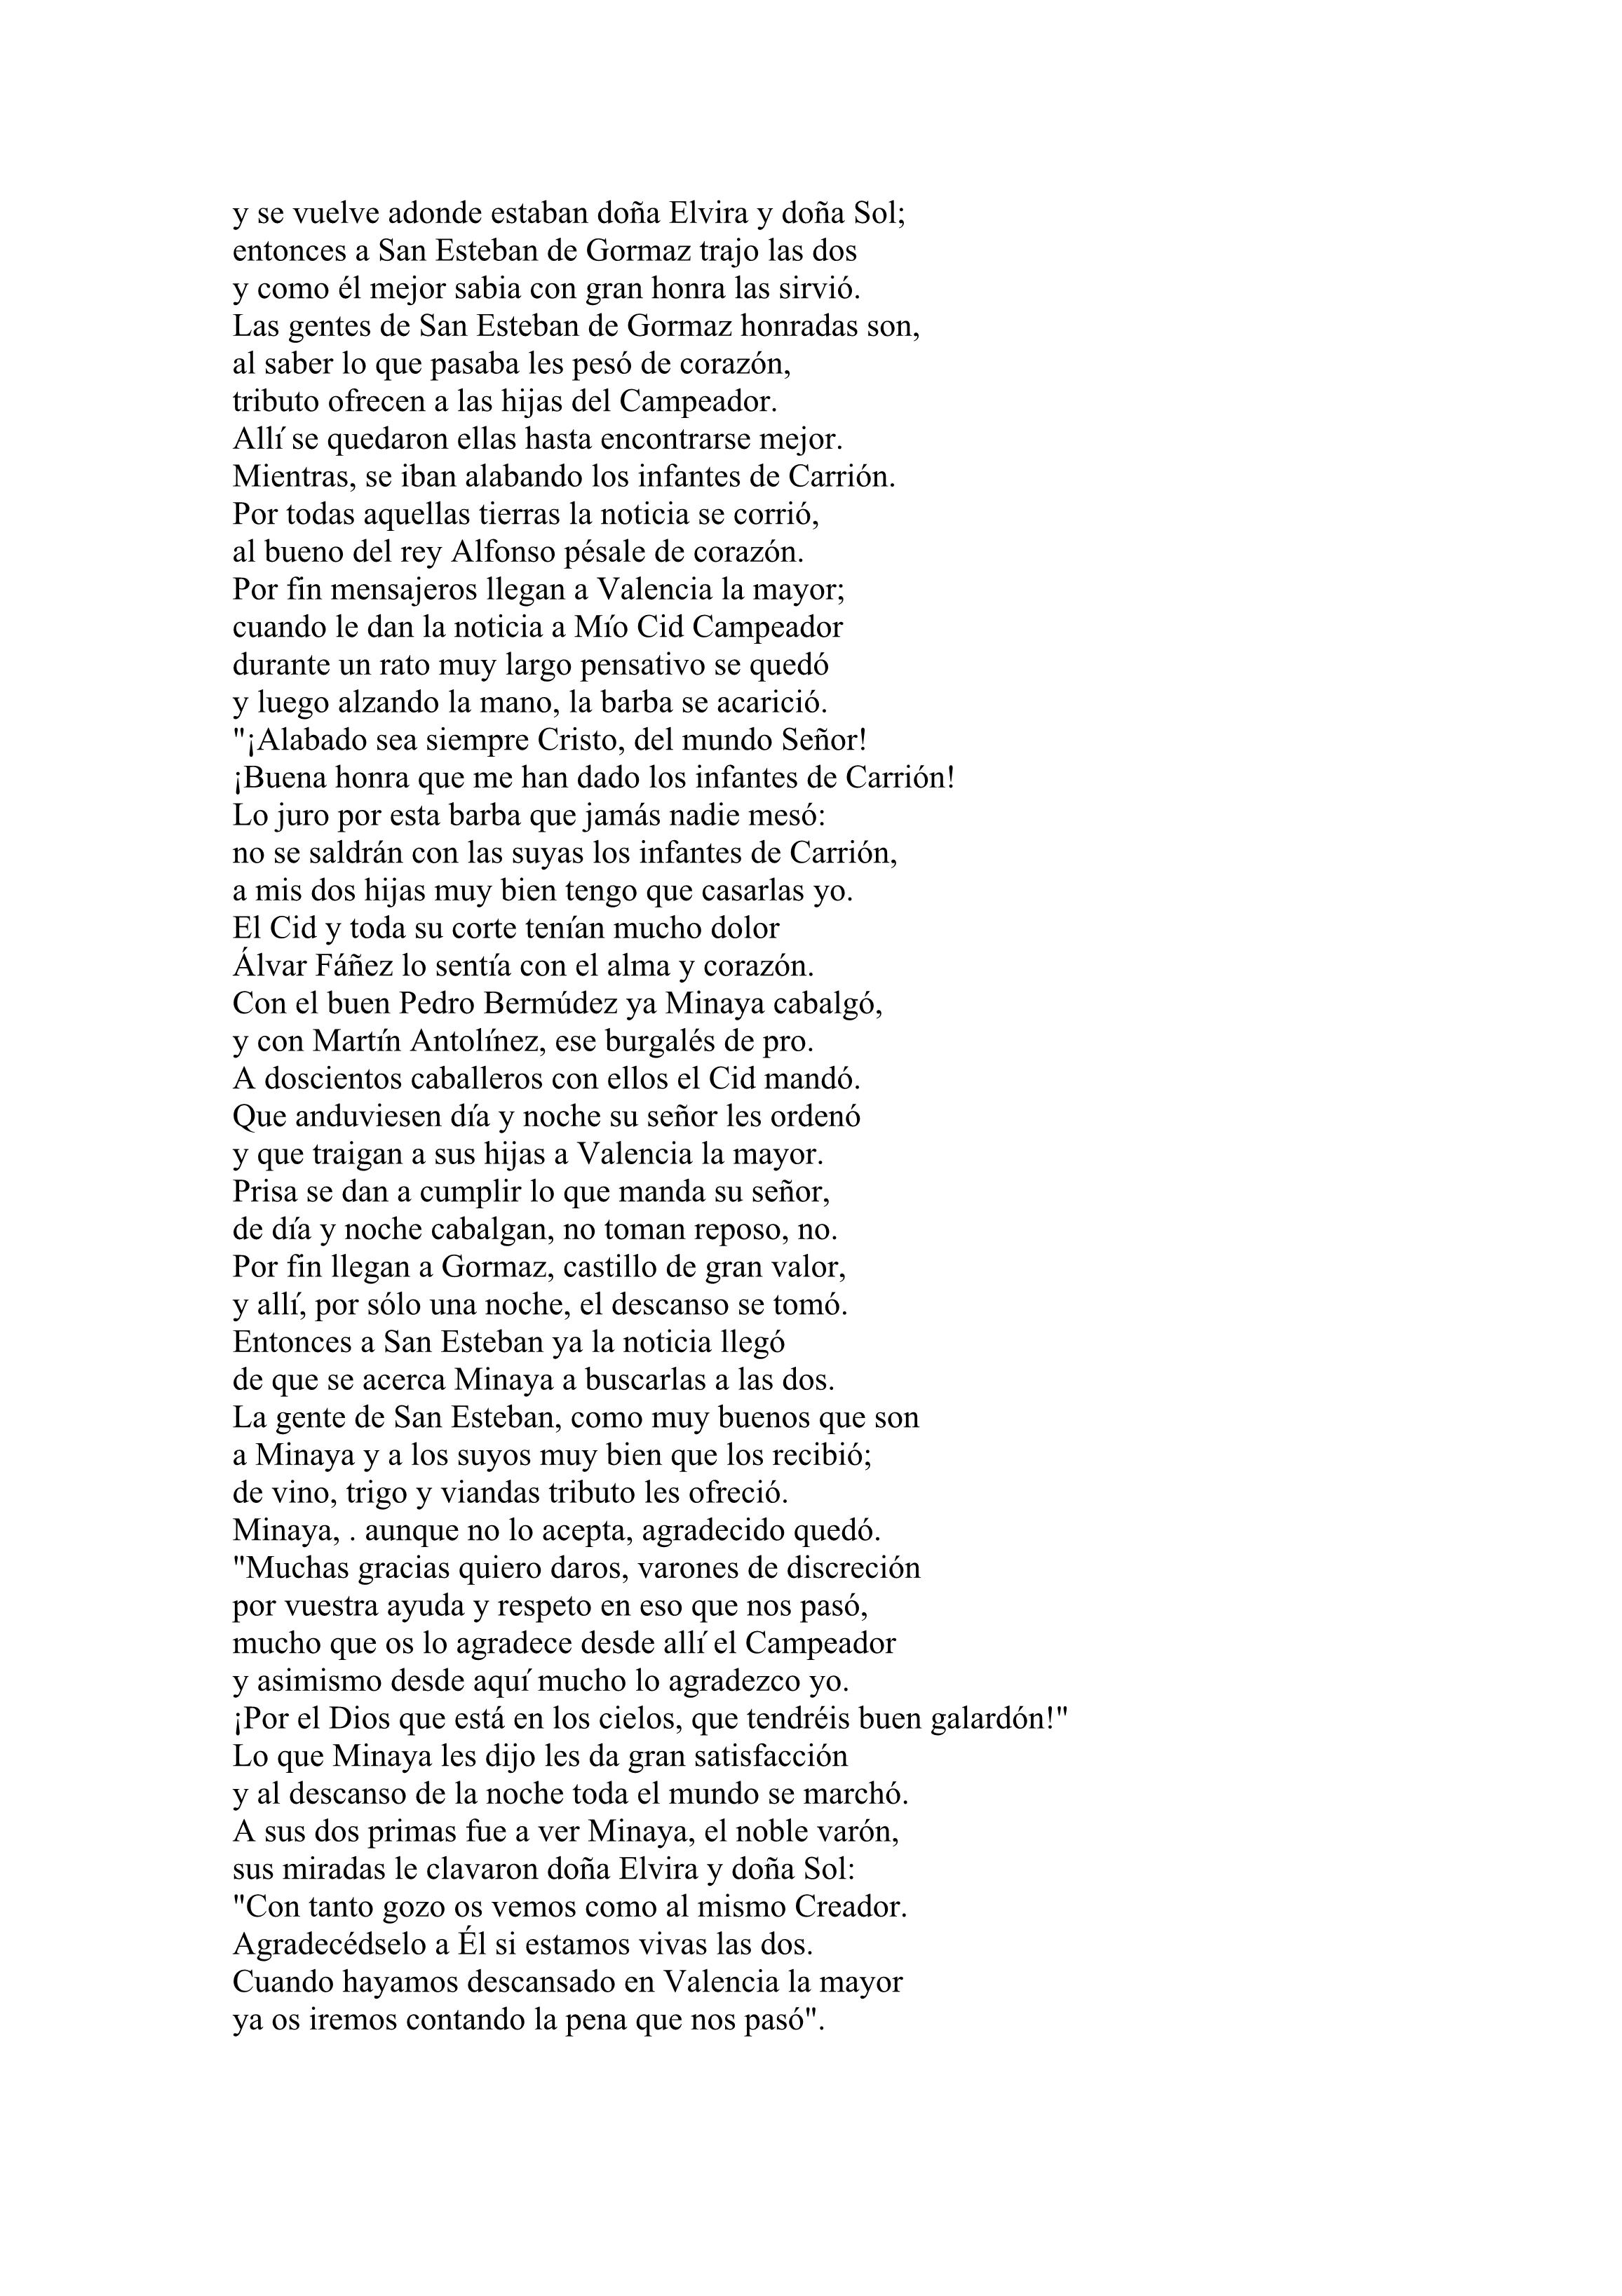 y se vuelve adonde estaban doña Elvira y doña Sol;
entonces a San Esteban de Gormaz trajo las dos
y como él mejor sabia con gran honra las sirvió.
Las gentes de San Esteban de Gormaz honradas son,
al saber lo que pasaba les pesó de corazón,
tributo ofrecen a las hijas del Campeador.
Allí se quedaron ellas hasta encontrarse mejor.
Mientras, se iban alabando los infantes de Carrión.
Por todas aquellas tierras la noticia se corrió,
al bueno del rey Alfonso pésale de corazón.
Por fin mensajeros llegan a Valencia la mayor;
cuando le dan la noticia a Mío Cid Campeador
durante un rato muy largo pensativo se quedó
y luego alzando la mano, la barba se acarició.
"¡Alabado sea siempre Cristo, del mundo Señor!
¡Buena honra que me han dado los infantes de Carrión!
Lo juro por esta barba que jamás nadie mesó:
no se saldrán con las suyas los infantes de Carrión,
a mis dos hijas muy bien tengo que casarlas yo.
El Cid y toda su corte tenían mucho dolor
Álvar Fáñez lo sentía con el alma y corazón.
Con el buen Pedro Bermúdez ya Minaya cabalgó,
y con Martín Antolínez, ese burgalés de pro.
A doscientos caballeros con ellos el Cid mandó.
Que anduviesen día y noche su señor les ordenó
y que traigan a sus hijas a Valencia la mayor.
Prisa se dan a cumplir lo que manda su señor,
de día y noche cabalgan, no toman reposo, no.
Por fin llegan a Gormaz, castillo de gran valor,
y allí, por sólo una noche, el descanso se tomó.
Entonces a San Esteban ya la noticia llegó
de que se acerca Minaya a buscarlas a las dos.
La gente de San Esteban, como muy buenos que son
a Minaya y a los suyos muy bien que los recibió;
de vino, trigo y viandas tributo les ofreció.
Minaya, . aunque no lo acepta, agradecido quedó.
"Muchas gracias quiero daros, varones de discreción
por vuestra ayuda y respeto en eso que nos pasó,
mucho que os lo agradece desde allí el Campeador
y asimismo desde aquí mucho lo agradezco yo.
¡Por el Dios que está en los cielos, que tendréis buen galardón!"
Lo que Minaya les dijo les da gran satisfacción
y al descanso de la noche toda el mundo se marchó.
A sus dos primas fue a ver Minaya, el noble varón,
sus miradas le clavaron doña Elvira y doña Sol:
"Con tanto gozo os vemos como al mismo Creador.
Agradecédselo a Él si estamos vivas las dos.
Cuando hayamos descansado en Valencia la mayor
ya os iremos contando la pena que nos pasó".